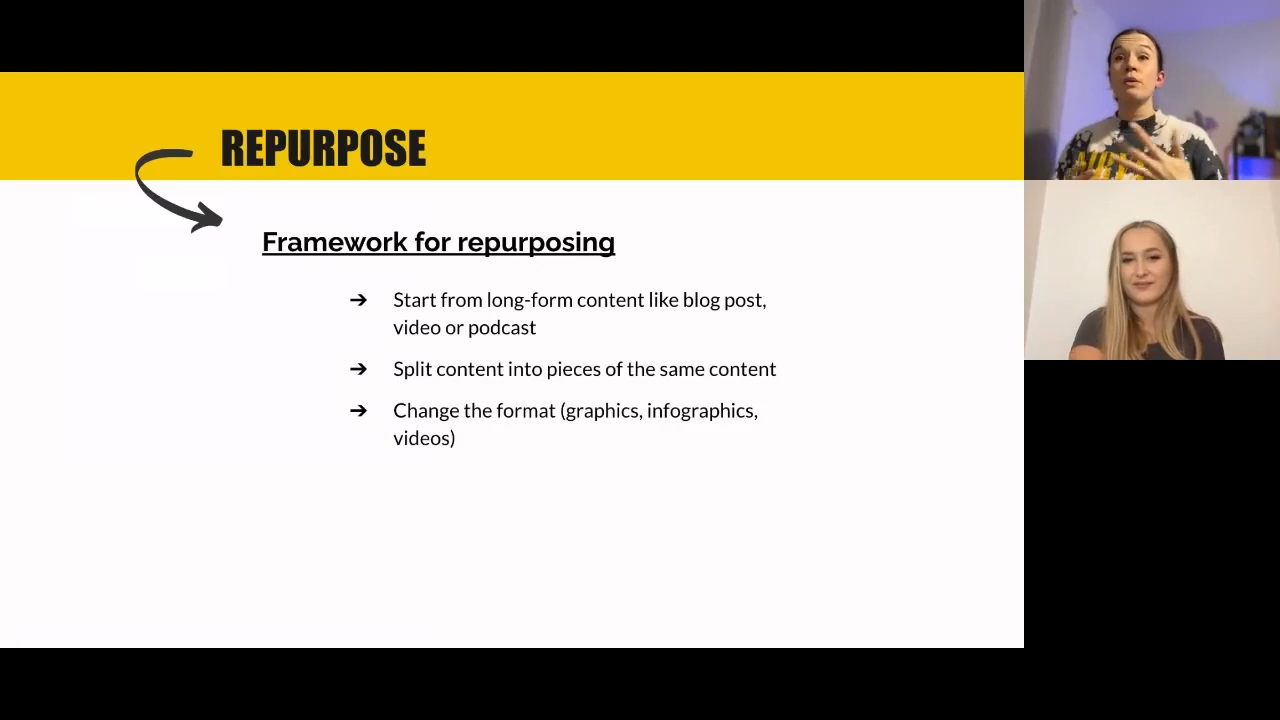 REPURPOSE
Framework for repurposing
➔ Start from long-form content like blog post,
video or podcast
➔ Split content into pieces of the same content
➔ Change the format (graphics, infographics,
videos)